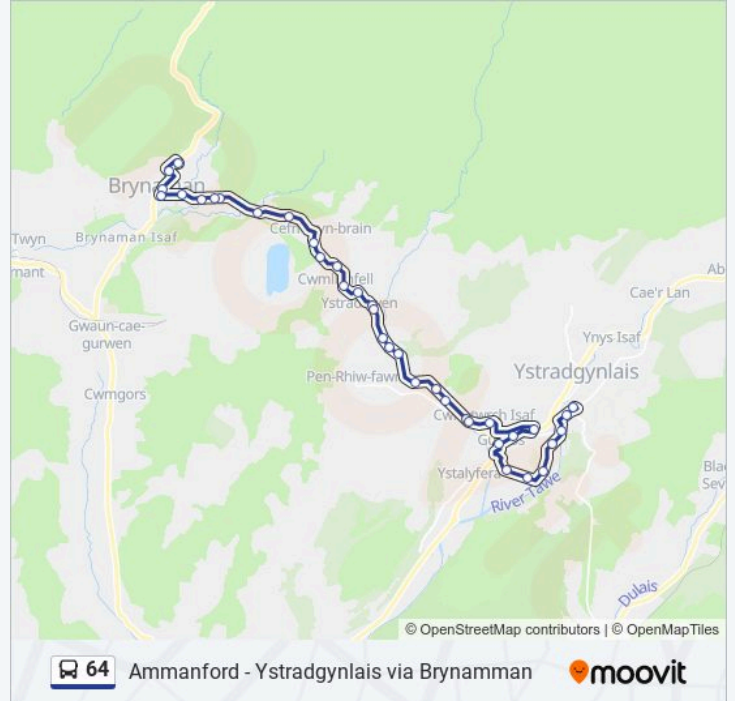 Brynamman
Twyn
mant
Brynaman Isaf
Cefn-bryn-brain
Cwmllynfell
Ystradowen
Gwaun-cae-
gurwen
Cwmgors
Pen-Rhiw-fawr
Ab
Cae'r Lan
Ynys Isaf
Ystradgynlais
Cwmtwrch Isaf
Ystalyfera
River Tawe
Bla
Sev
Dulais
© OpenStreetMap contributors | © OpenMapTiles
64 Ammanford - Ystradgynlais via Brynamman
moovit